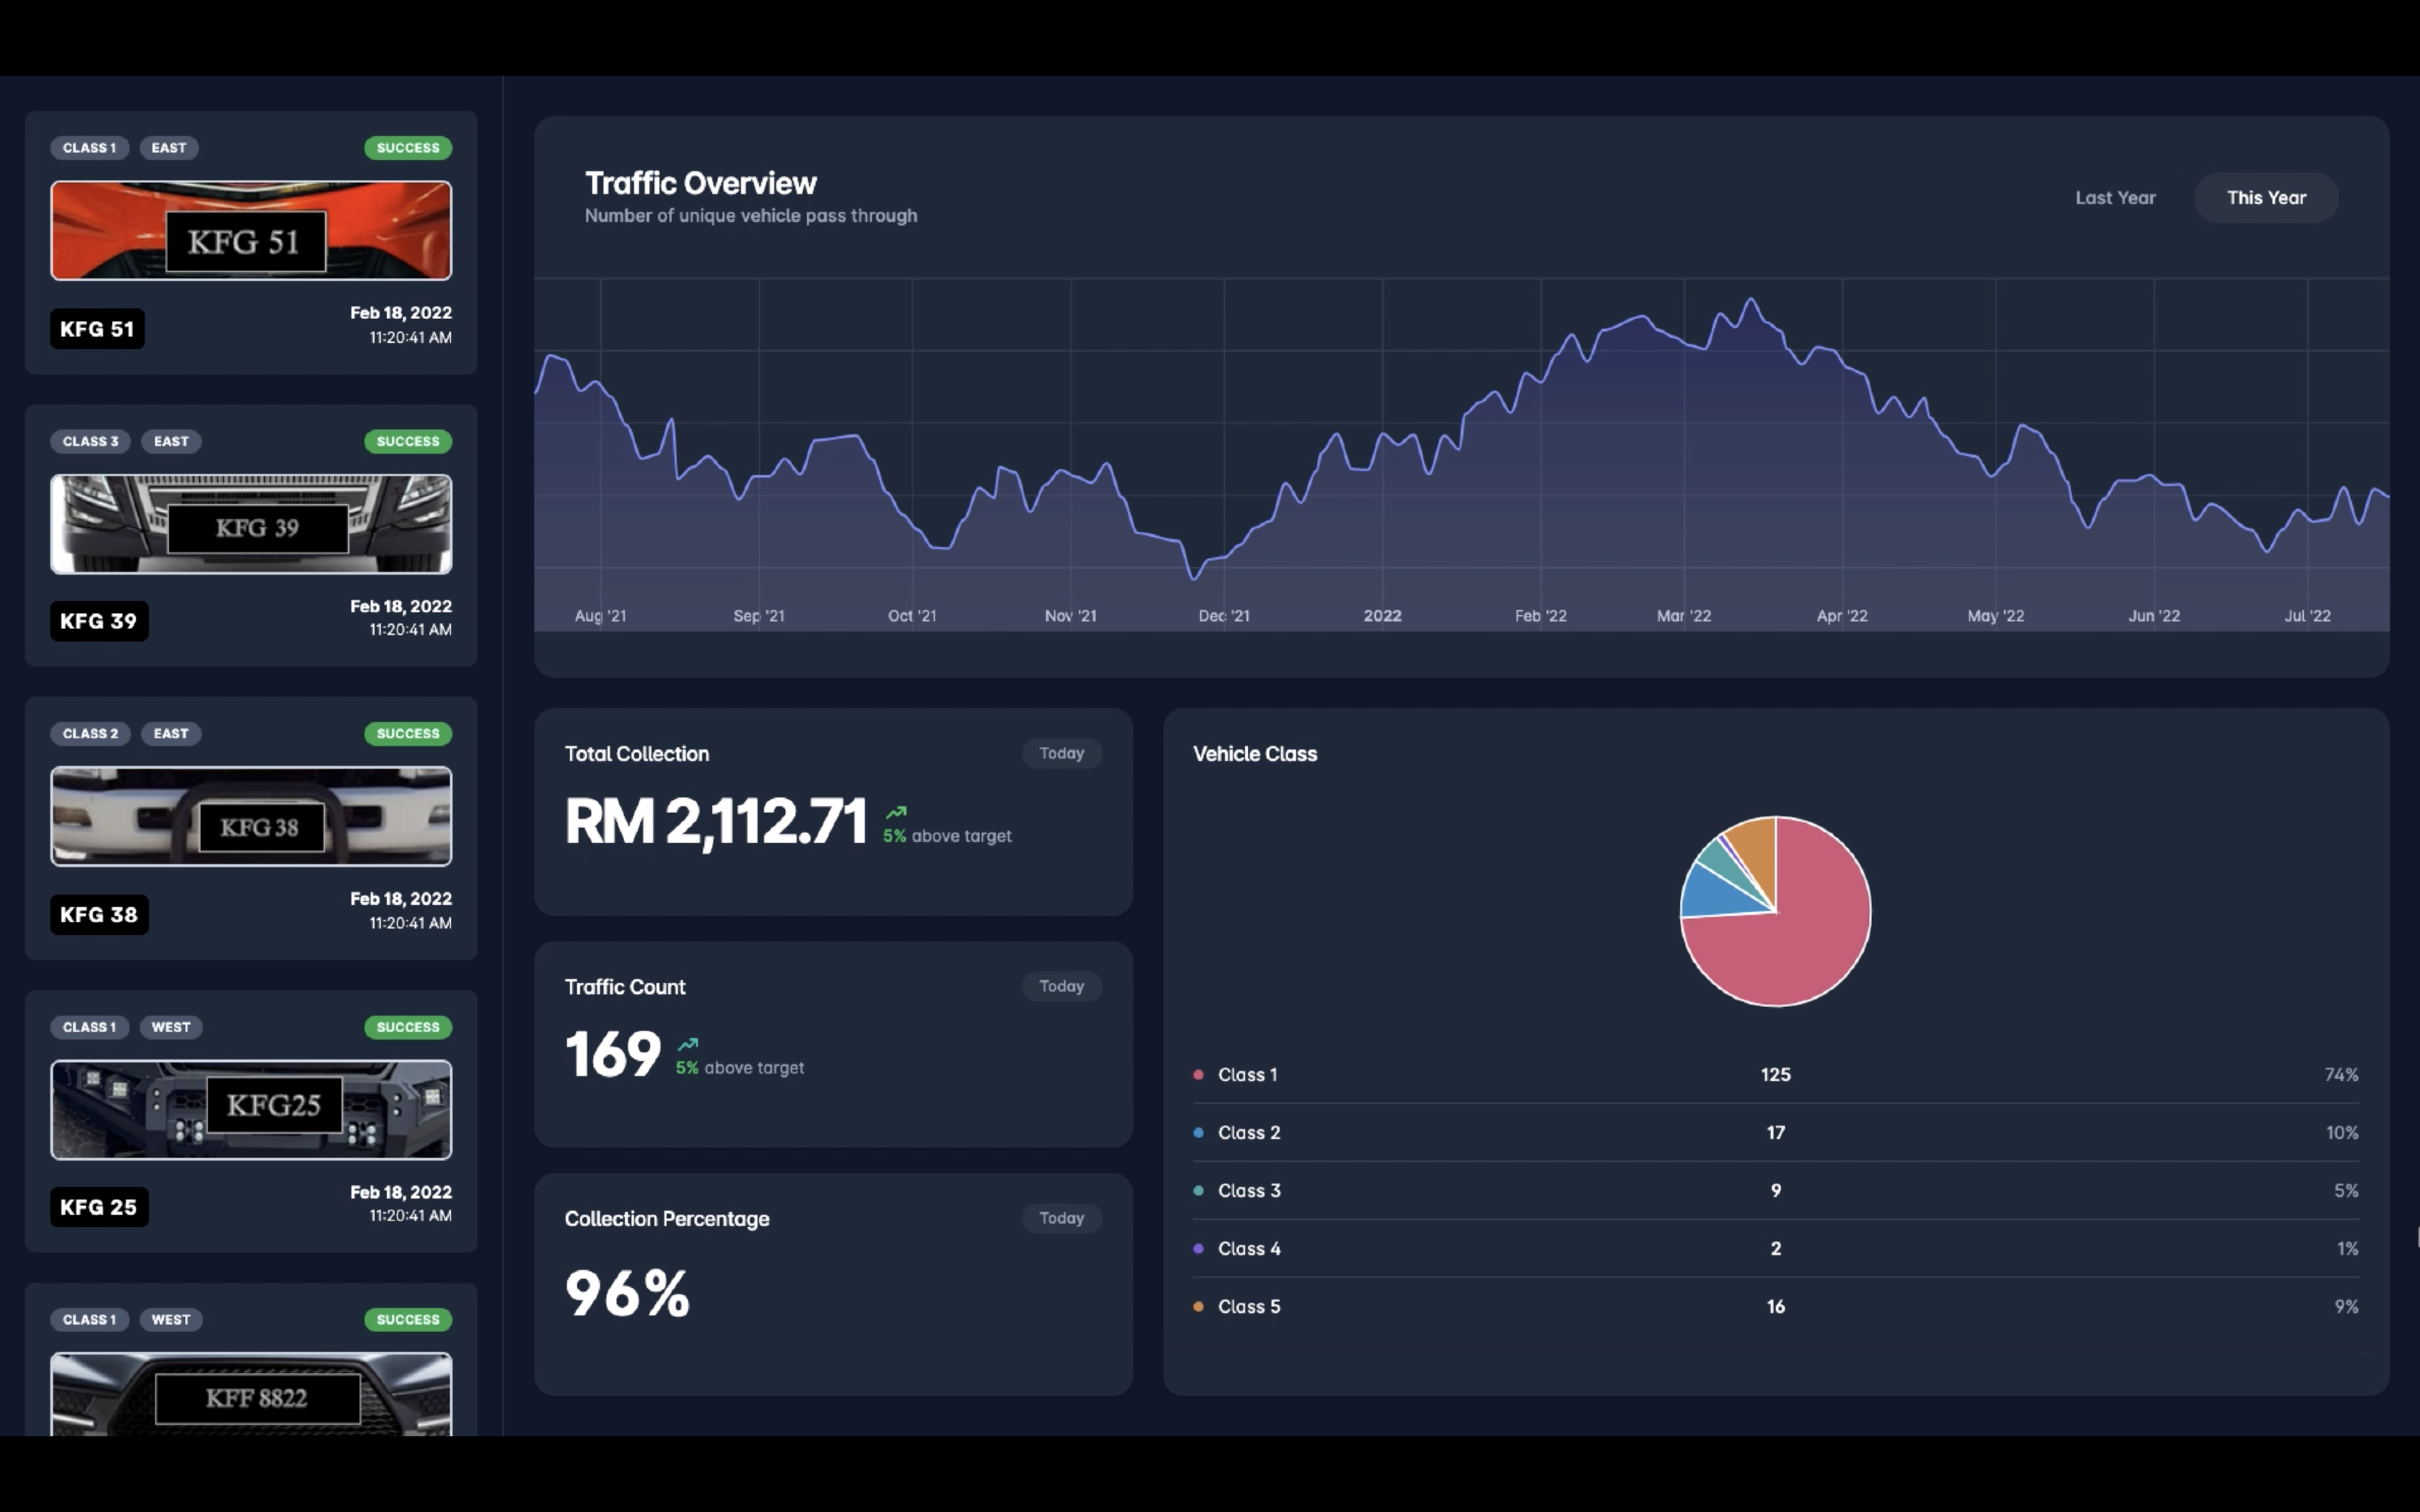 CLASS 1 EAST SUCCESS
KFG 51
KFG 51
Feb 18, 2022
11:20:41 AM
CLASS 3 EAST SUCCESS
KFG 39
KFG 39
Feb 18, 2022
11:20:41 AM
CLASS 2 EAST SUCCESS
KFG 38
KFG 38
Feb 18, 2022
11:20:41 AM
CLASS 1 WEST SUCCESS
KFG25
KFG 25
Feb 18, 2022
11:20:41 AM
CLASS 1 WEST SUCCESS
KFF 8822
Traffic Overview
Number of unique vehicle pass through
Last Year This Year
Aug '21 Sep '21 Oct '21 Nov '21 Dec '21 2022 Feb '22 Mar '22 Apr '22 May '22 Jun '22 Jul '22
Total Collection Today
RM 2,112.71
5% above target
Traffic Count Today
169
5% above target
Collection Percentage Today
96%
Vehicle Class
Class 1 125 74%
Class 2 17 10%
Class 3 9 5%
Class 4 2 1%
Class 5 16 9%